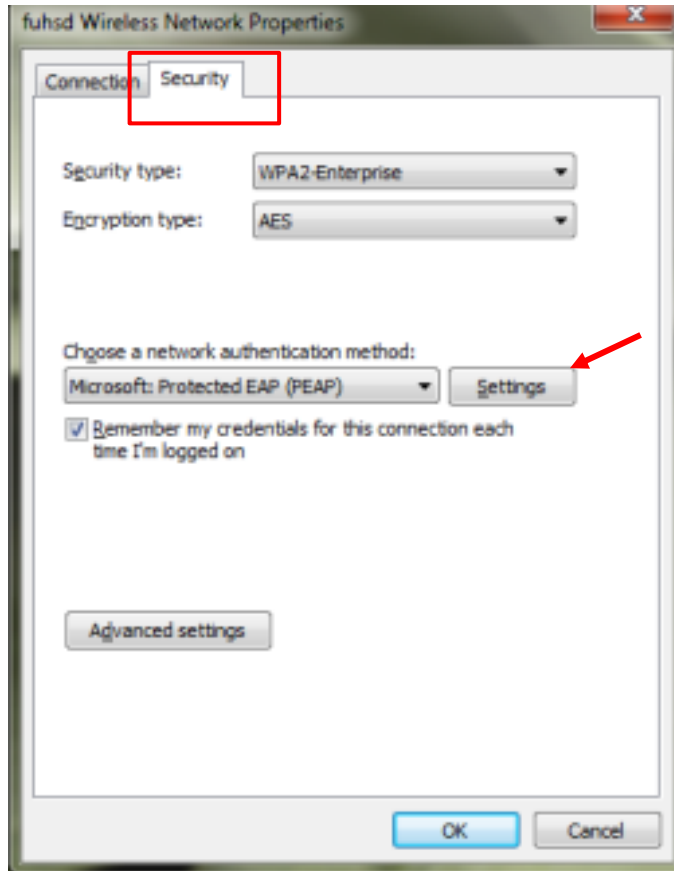 fuhsd Wireless Network Properties
Connection
Security
Security type:
WPA2-Enterprise
Encryption type:
AES
Choose a network authentication method:
Microsoft: Protected EAP (PEAP)
Settings
Remember my credentials for this connection each
time I'm logged on
Advanced settings
OK
Cancel